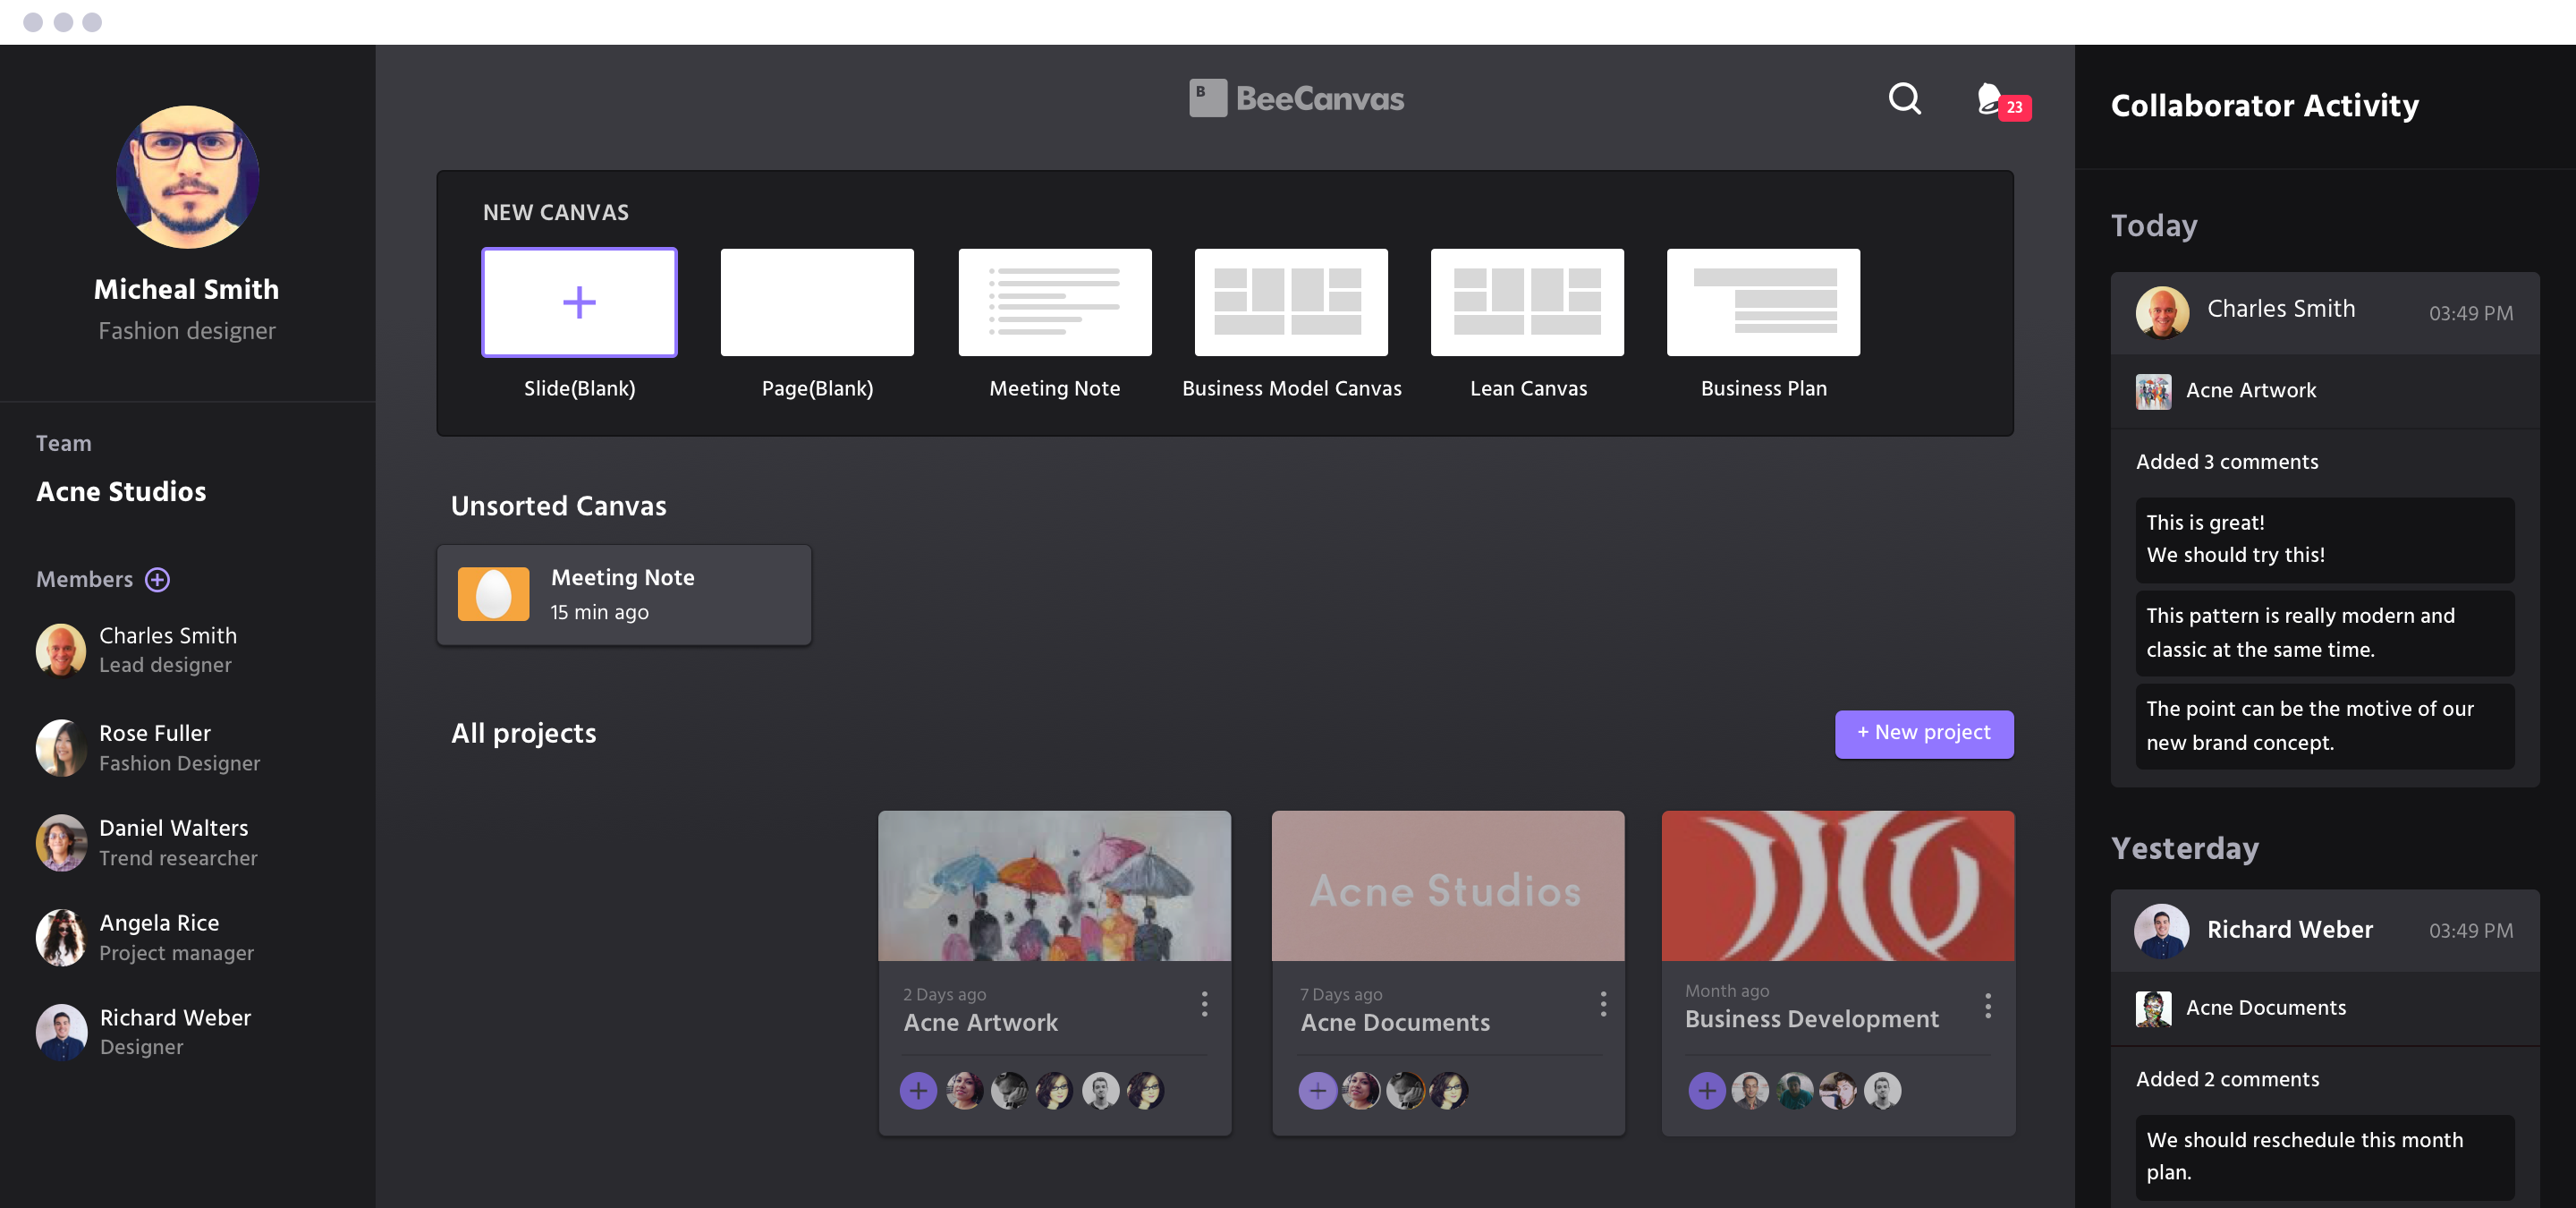 B BeeCanvas
23
Micheal Smith
Fashion designer
Team
Acne Studios
Members
Charles Smith
Lead designer
Rose Fuller
Fashion Designer
Daniel Walters
Trend researcher
Angela Rice
Project manager
Richard Weber
Designer
NEW CANVAS
Slide(Blank)
Page(Blank)
Meeting Note
Business Model Canvas
Lean Canvas
Business Plan
Unsorted Canvas
Meeting Note
15 min ago
All projects
+ New project
Acne Studios
2 Days ago
Acne Artwork
7 Days ago
Acne Documents
Month ago
Business Development
Collaborator Activity
Today
Charles Smith
03:49 PM
Acne Artwork
Added 3 comments
This is great!
We should try this!
This pattern is really modern and
classic at the same time.
The point can be the motive of our
new brand concept.
Yesterday
Richard Weber
03:49 PM
Acne Documents
Added 2 comments
We should reschedule this month
plan.